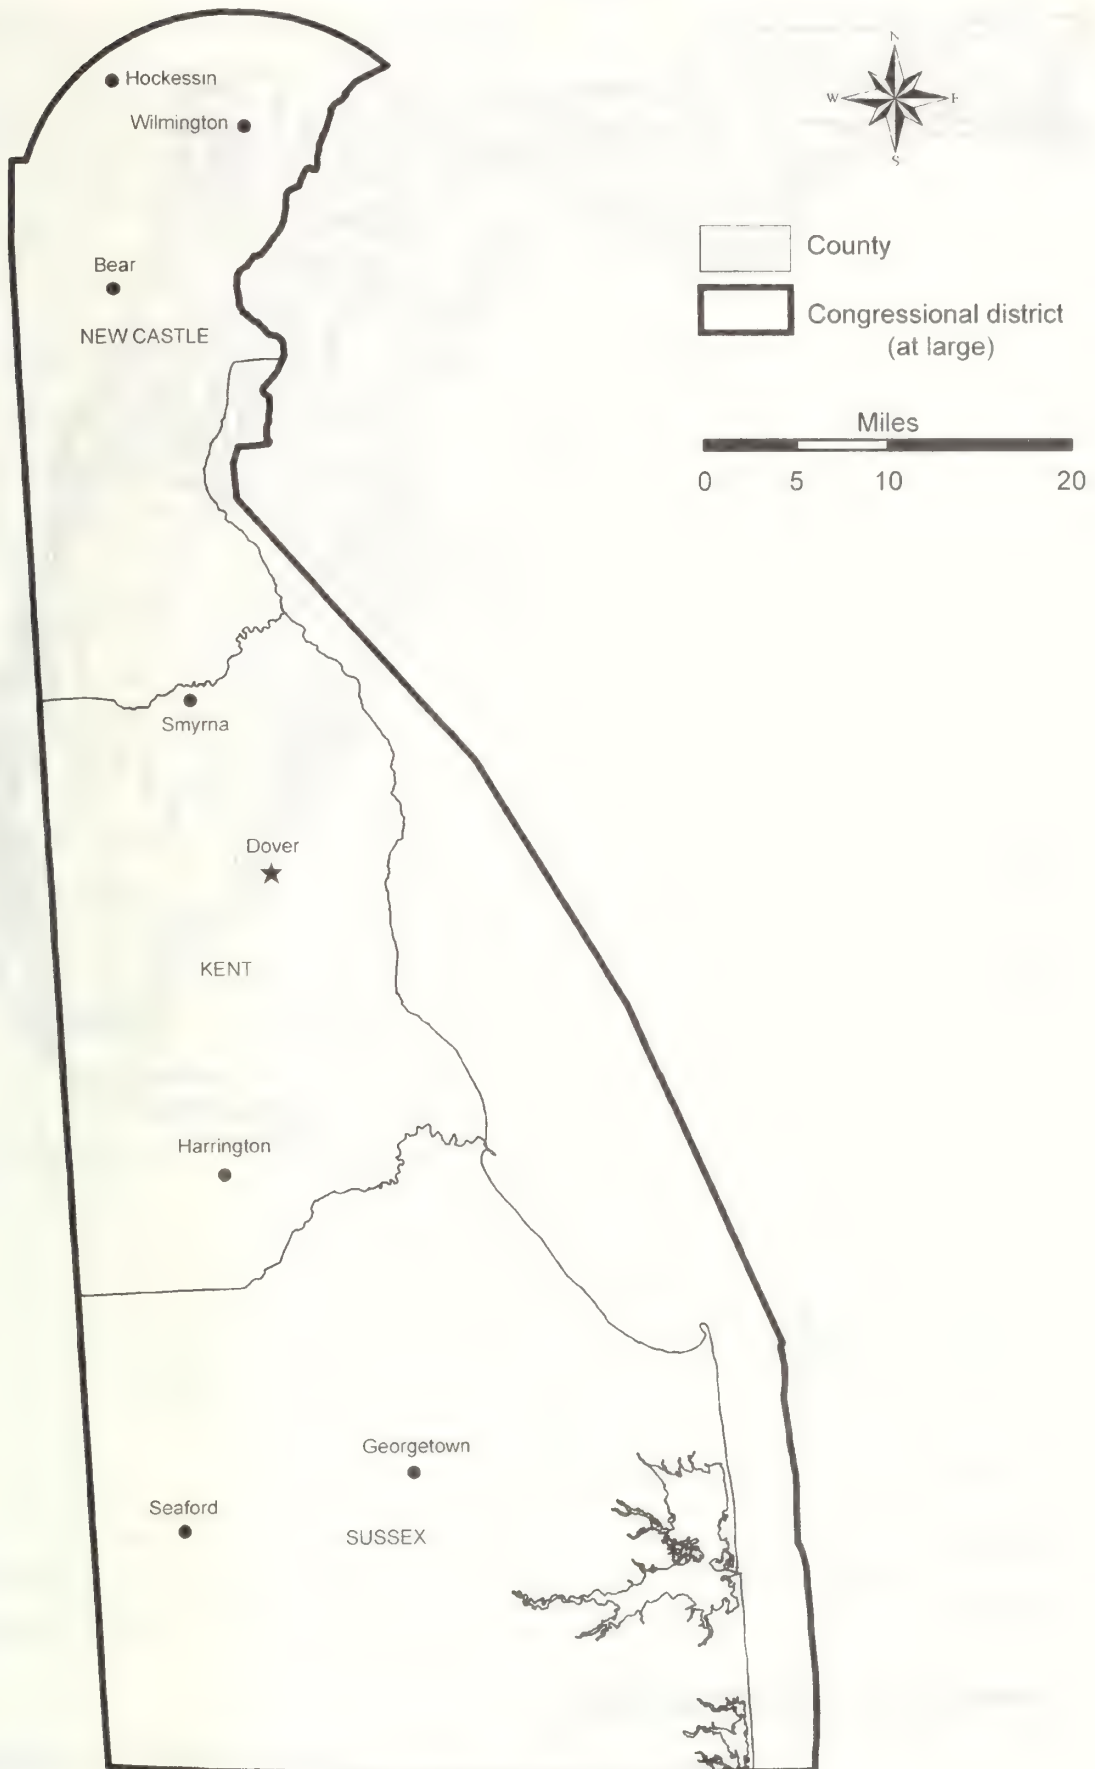 N
W
E
S
Hockessin
Wilmington
Bear
NEW CASTLE
County
Congressional district
(at large)
Miles
0 5 10 20
Smyrna
Dover
KENT
Harrington
Georgetown
Seaford
SUSSEX